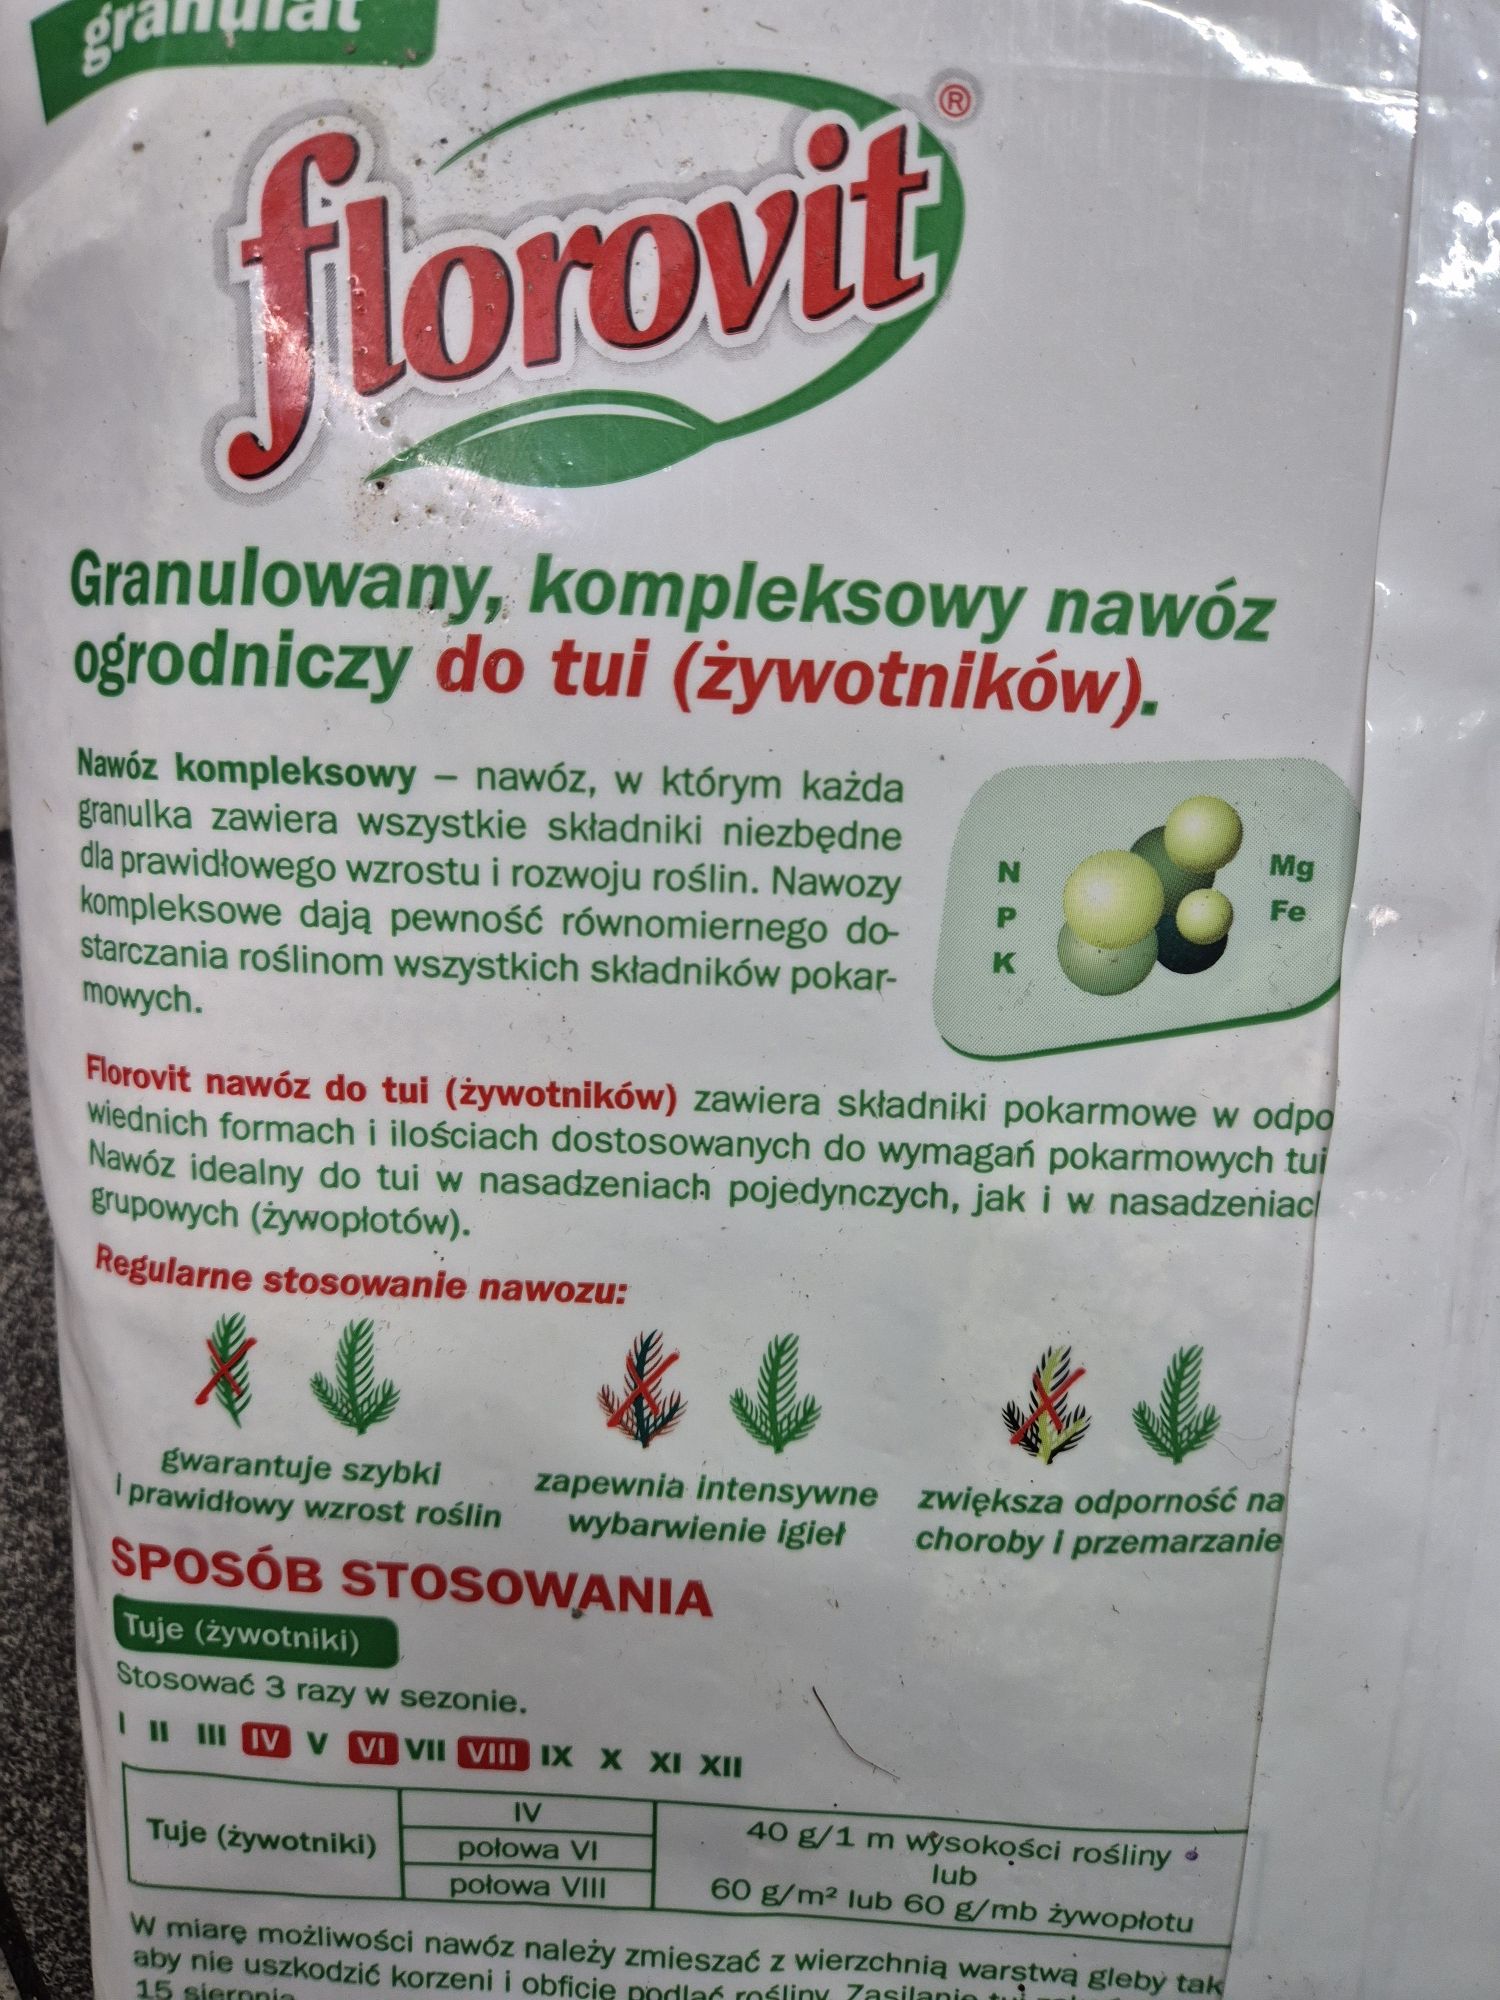 granulat
florovit ®
Granulowany, kompleksowy nawóz
ogrodniczy do tui (żywotników).
Nawóz kompleksowy – nawóz, w którym każda
granulka zawiera wszystkie składniki niezbędne
dla prawidłowego wzrostu i rozwoju roślin. Nawozy
kompleksowe dają pewność równomiernego do-
starczania roślinom wszystkich składników pokar-
mowych.
N Mg
P Fe
K
Florovit nawóz do tui (żywotników) zawiera składniki pokarmowe w odpo
wiednich formach i ilościach dostosowanych do wymagań pokarmowych tui
Nawóz idealny do tui w nasadzeniach pojedynczych, jak i w nasadzeniach
grupowych (żywopłotów).
Regularne stosowanie nawozu:
gwarantuje szybki
i prawidłowy wzrost roślin
zapewnia intensywne
wybarwienie igieł
zwiększa odporność na
choroby i przemarzanie
SPOSÓB STOSOWANIA
Tuje (żywotniki)
Stosować 3 razy w sezonie.
I II III IV V VI VII VIII IX X XI XII
Tuje (żywotniki)
IV
połowa VI
połowa VIII
40 g/1 m wysokości rośliny
lub
60 g/m² lub 60 g/mb żywopłotu
W miarę możliwości nawóz należy zmieszać z wierzchnią warstwą gleby tak
aby nie uszkodzić korzeni i obficie podlać rośliny. Zasilanie tui
15 sierpnia